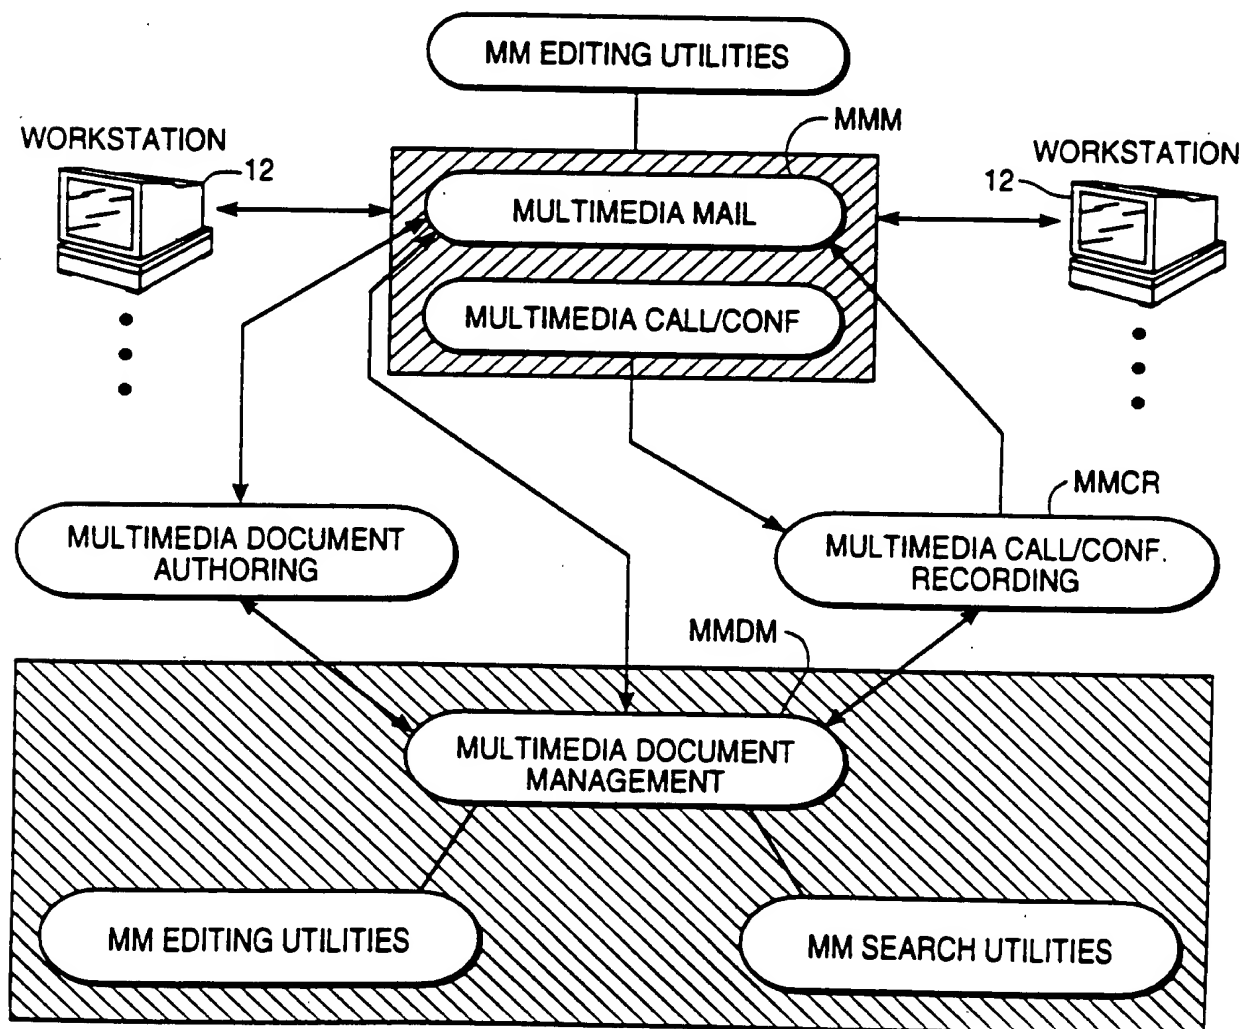 MM EDITING UTILITIES
MMM
WORKSTATION
WORKSTATION
12
12
MULTIMEDIA MAIL
MULTIMEDIA CALL/CONF
MMCR
MULTIMEDIA DOCUMENT
AUTHORING
MULTIMEDIA CALL/CONF.
RECORDING
MMDM
MULTIMEDIA DOCUMENT
MANAGEMENT
MM EDITING UTILITIES
MM SEARCH UTILITIES